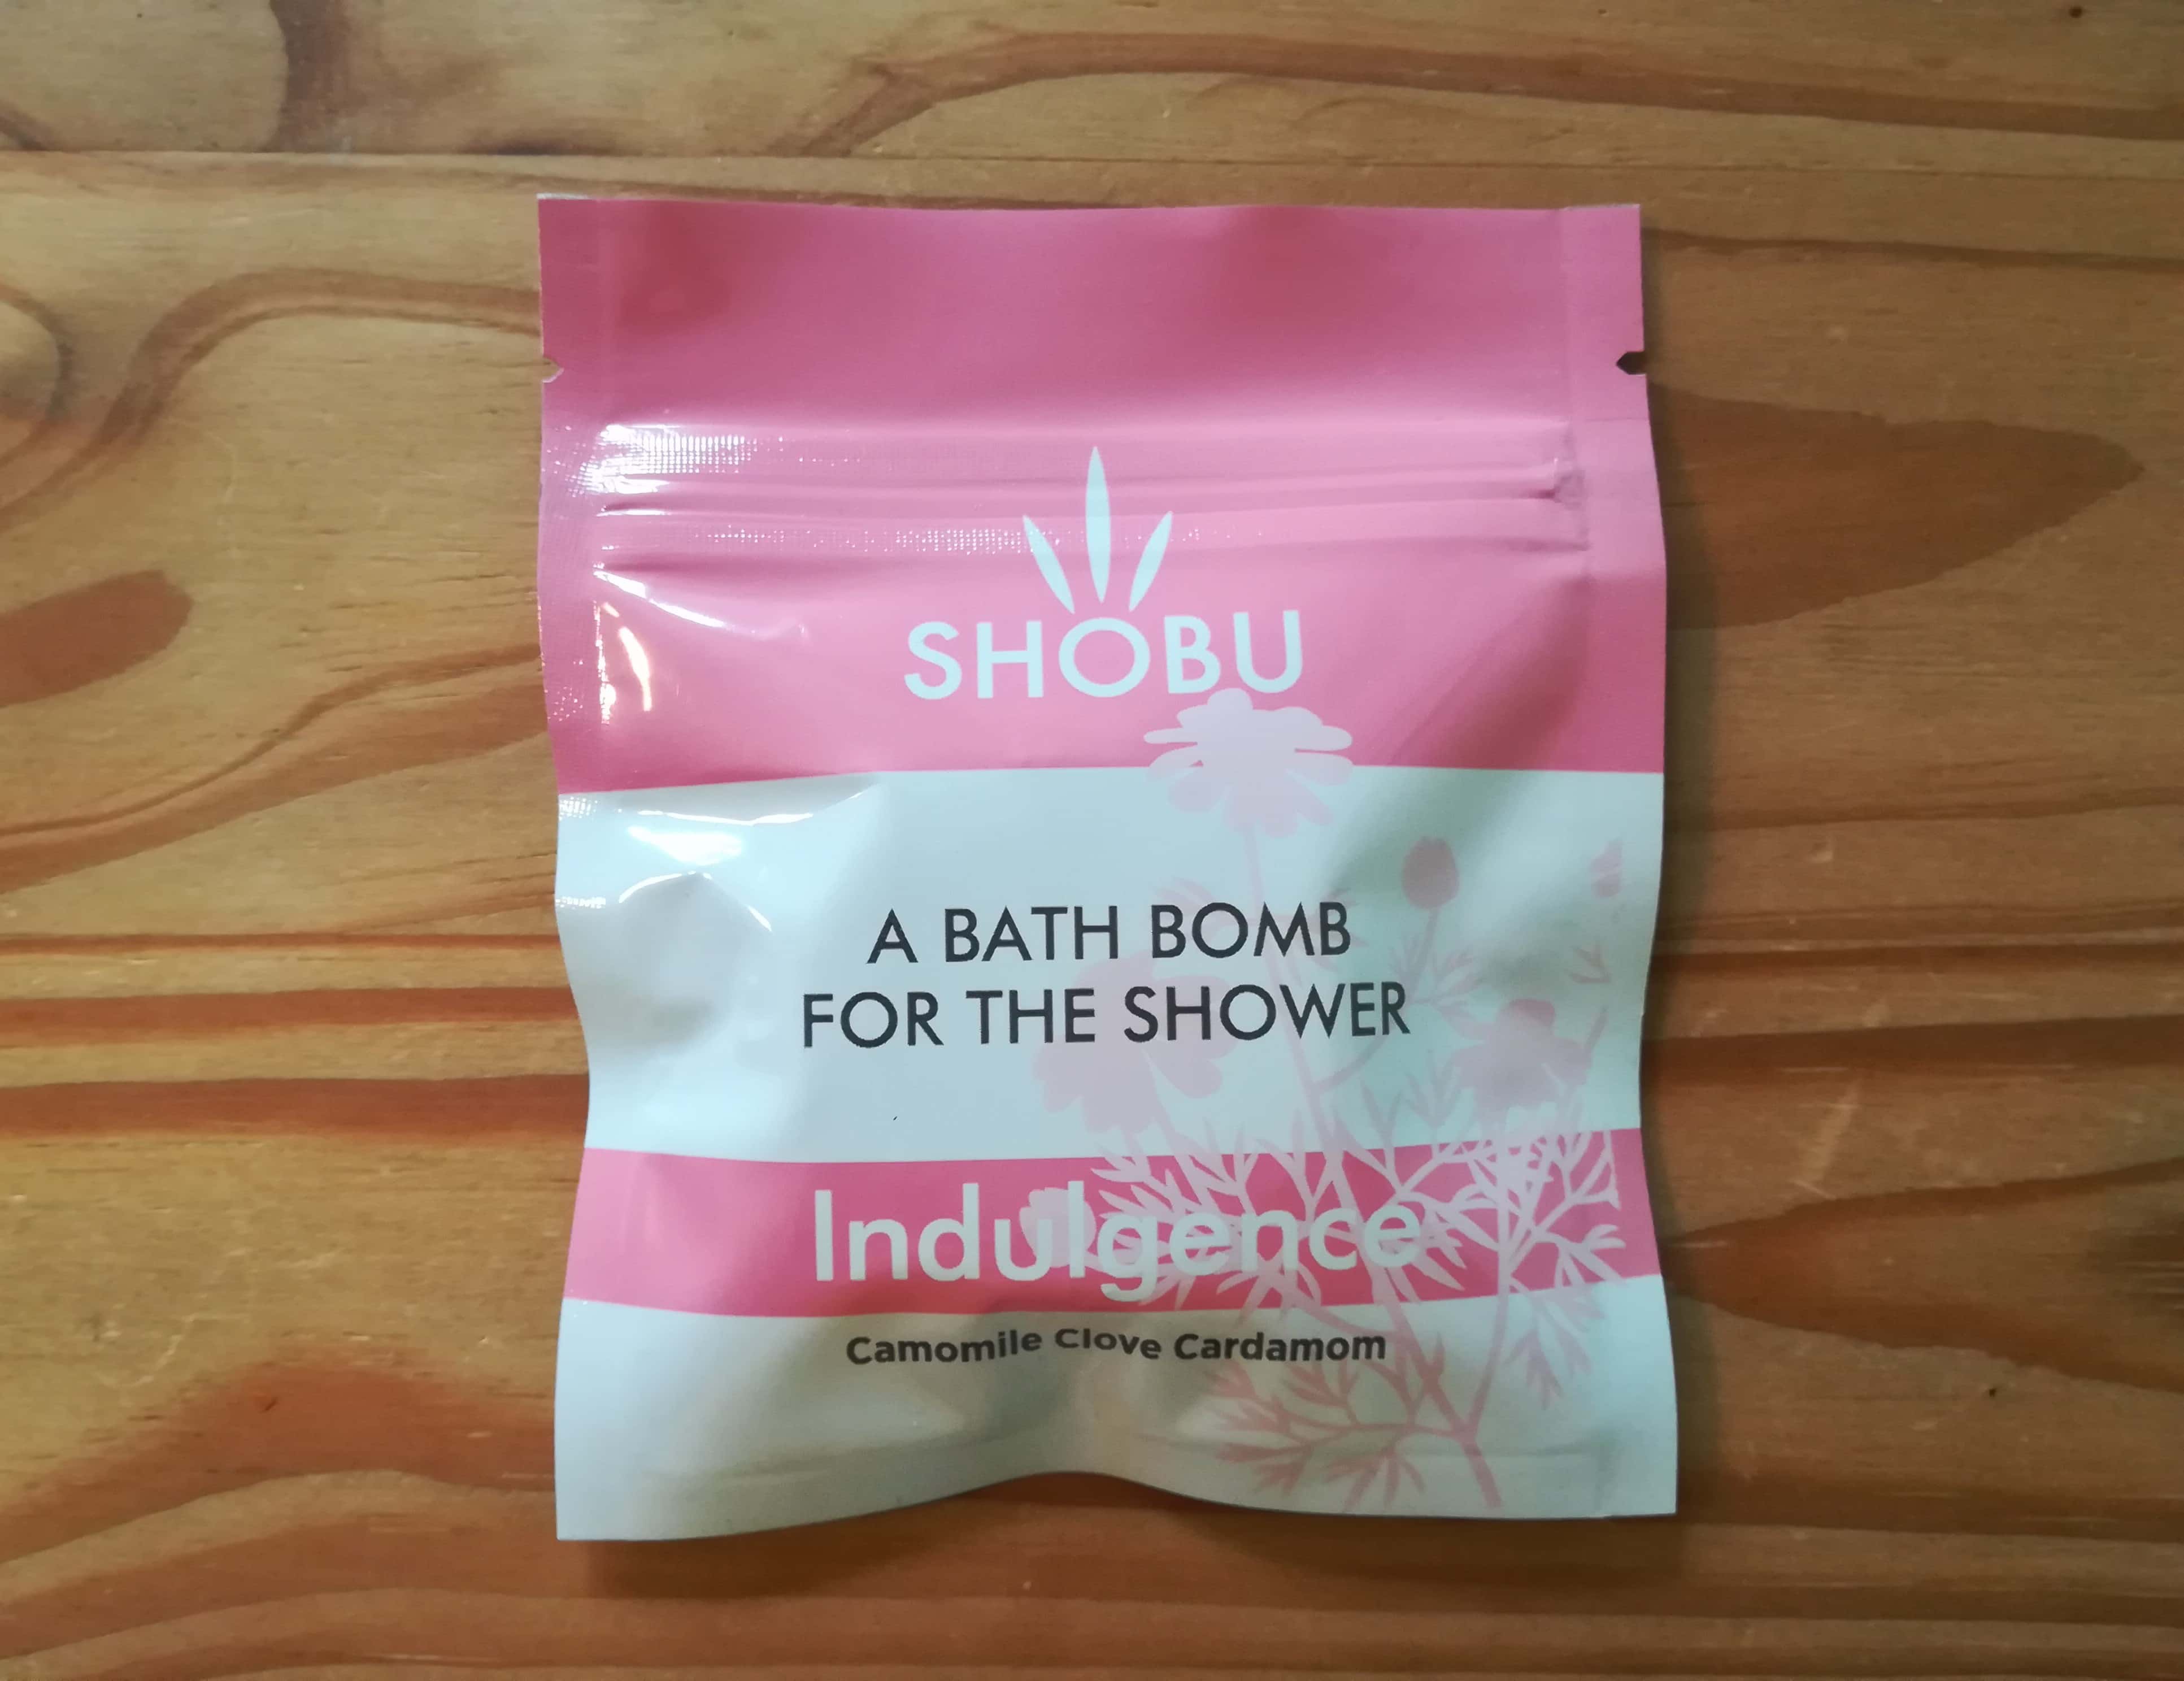 SHOBU
A BATH BOMB
FOR THE SHOWER
Indulgence
Camomile Clove Cardamom